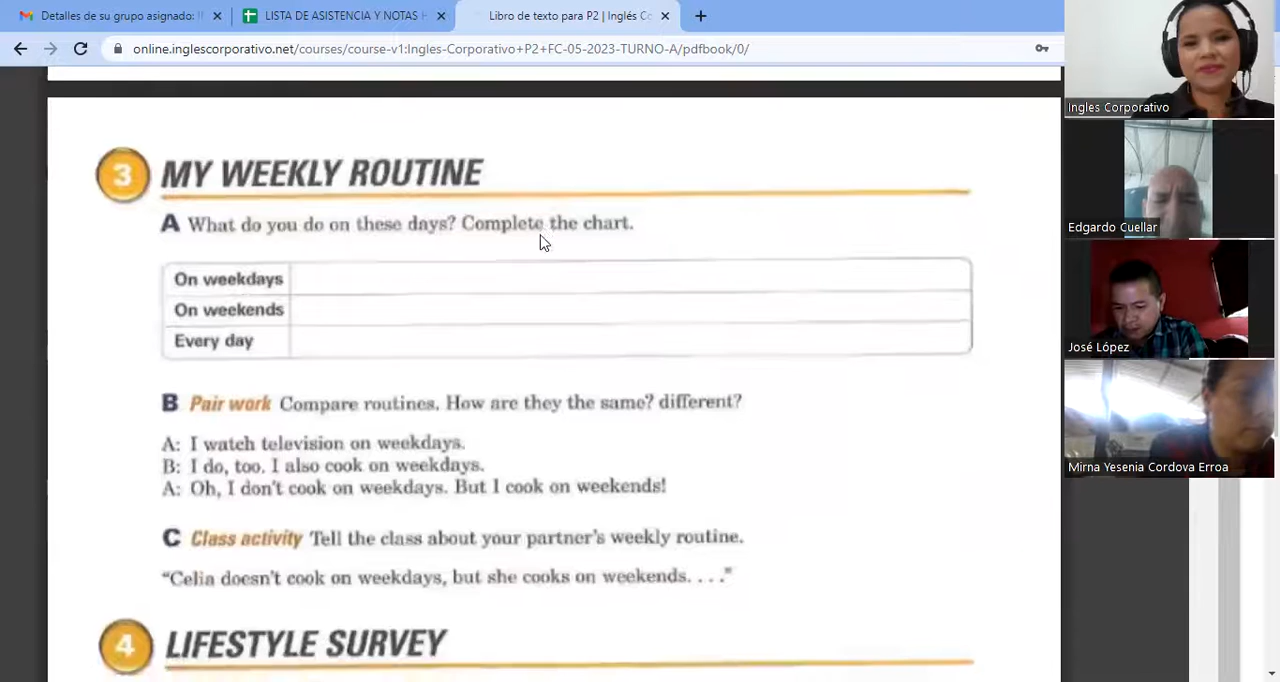 Detalles de su grupo asignado: !
LISTA DE ASISTENCIA Y NOTAS
Libro de texto para P2 | Inglés Co
online.inglescorporativo.net/courses/course-v1:Ingles-Corporativo+P2+FC-05-2023-TURNO-A/pdfbook/0/
3 MY WEEKLY ROUTINE
A What do you do on these days? Complete the chart.
On weekdays
On weekends
Every day
B Pair work Compare routines. How are they the same? different?
A: I watch television on weekdays.
B: I do, too. I also cook on weekdays.
A: Oh, I don't cook on weekdays. But I cook on weekends!
C Class activity Tell the class about your partner's weekly routine.
“Celia doesn't cook on weekdays, but she cooks on weekends. . . .”
4 LIFESTYLE SURVEY
Ingles Corporativo
Edgardo Cuellar
José López
Mirna Yesenia Cordova Erroa